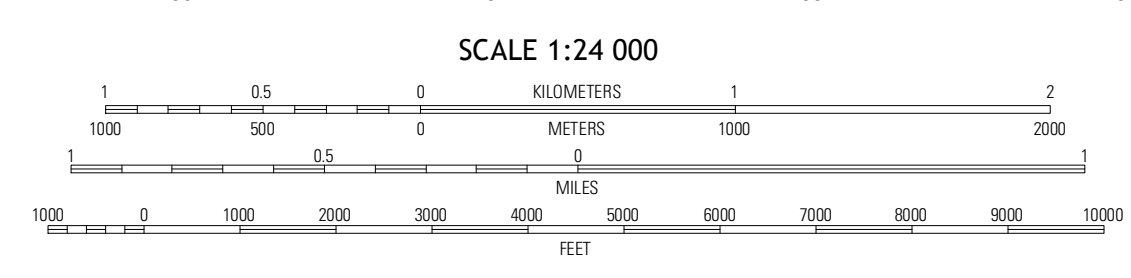 SCALE 1:24 000
1 0.5 0 KILOMETERS 1 2
1000 500 0 METERS 1000 2000
1 0.5 0 1
MILES
1000 0 1000 2000 3000 4000 5000 6000 7000 8000 9000 10000
FEET